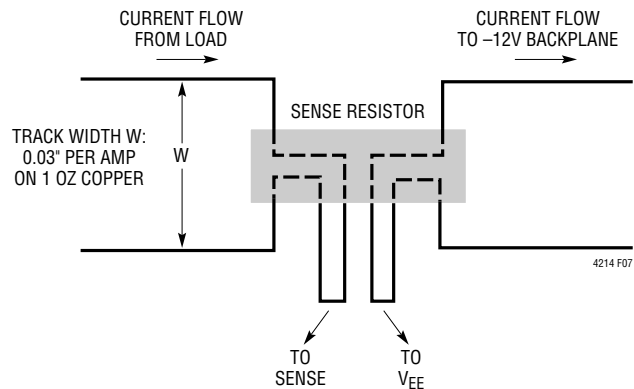 CURRENT FLOW
FROM LOAD
CURRENT FLOW
TO –12V BACKPLANE
SENSE RESISTOR
TRACK WIDTH W:
0.03" PER AMP
ON 1 OZ COPPER
W
4214 F07
TO
SENSE
TO
VEE